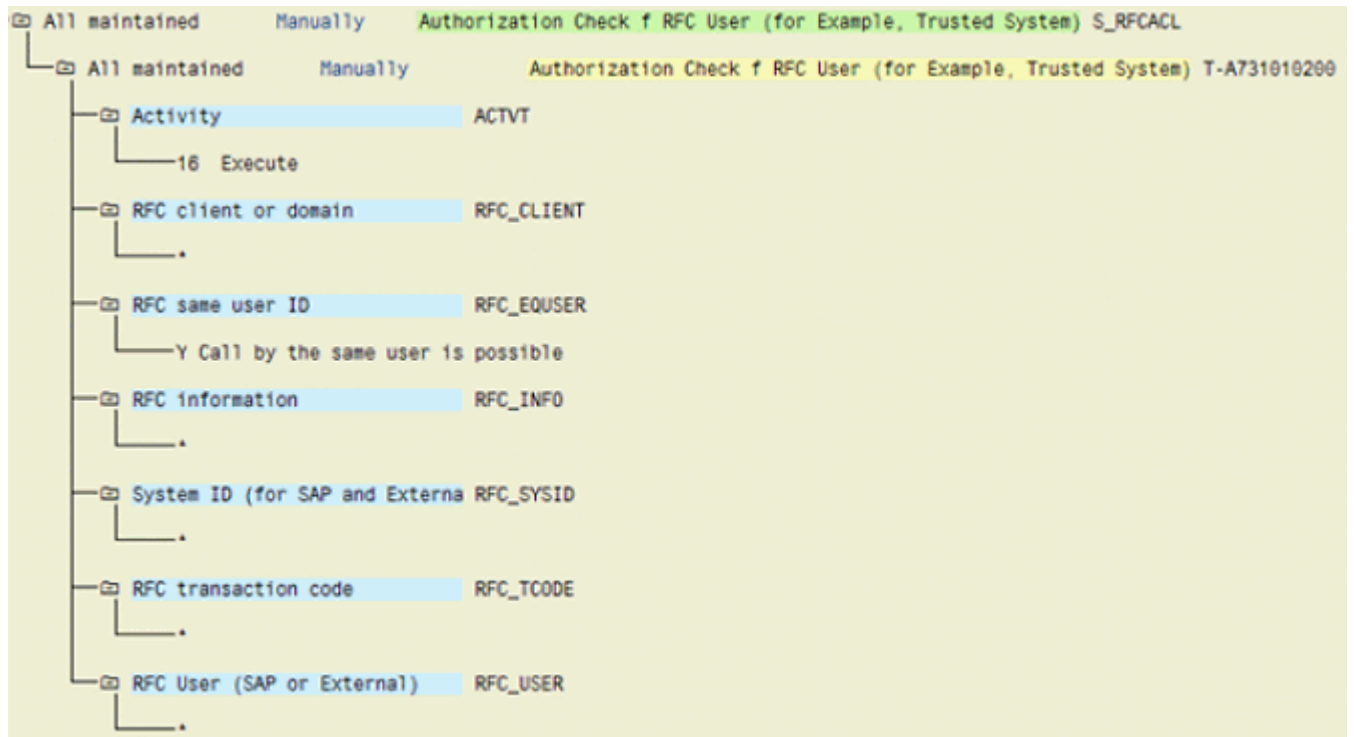 All maintained Manually Authorization Check f RFC User (for Example, Trusted System) S_RFCACL
All maintained Manually Authorization Check f RFC User (for Example, Trusted System) T-A731010200
Activity ACTVT
16 Execute
RFC client or domain RFC_CLIENT
*
RFC same user ID RFC_EQUSER
Y Call by the same user is possible
RFC information RFC_INFO
*
System ID (for SAP and Externa RFC_SYSID
*
RFC transaction code RFC_TCODE
*
RFC User (SAP or External) RFC_USER
*